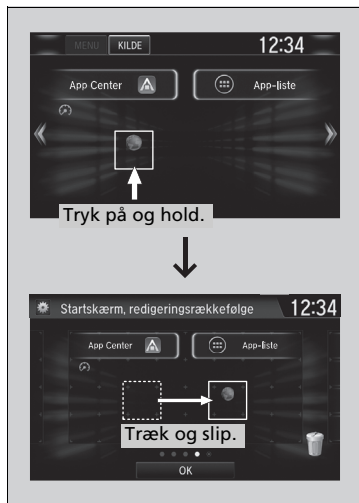 MENU KILDE 12:34
App Center App-liste
Tryk på og hold.
Startskærm, redigeringsrækkefølge 12:34
App Center App-liste
Træk og slip.
OK